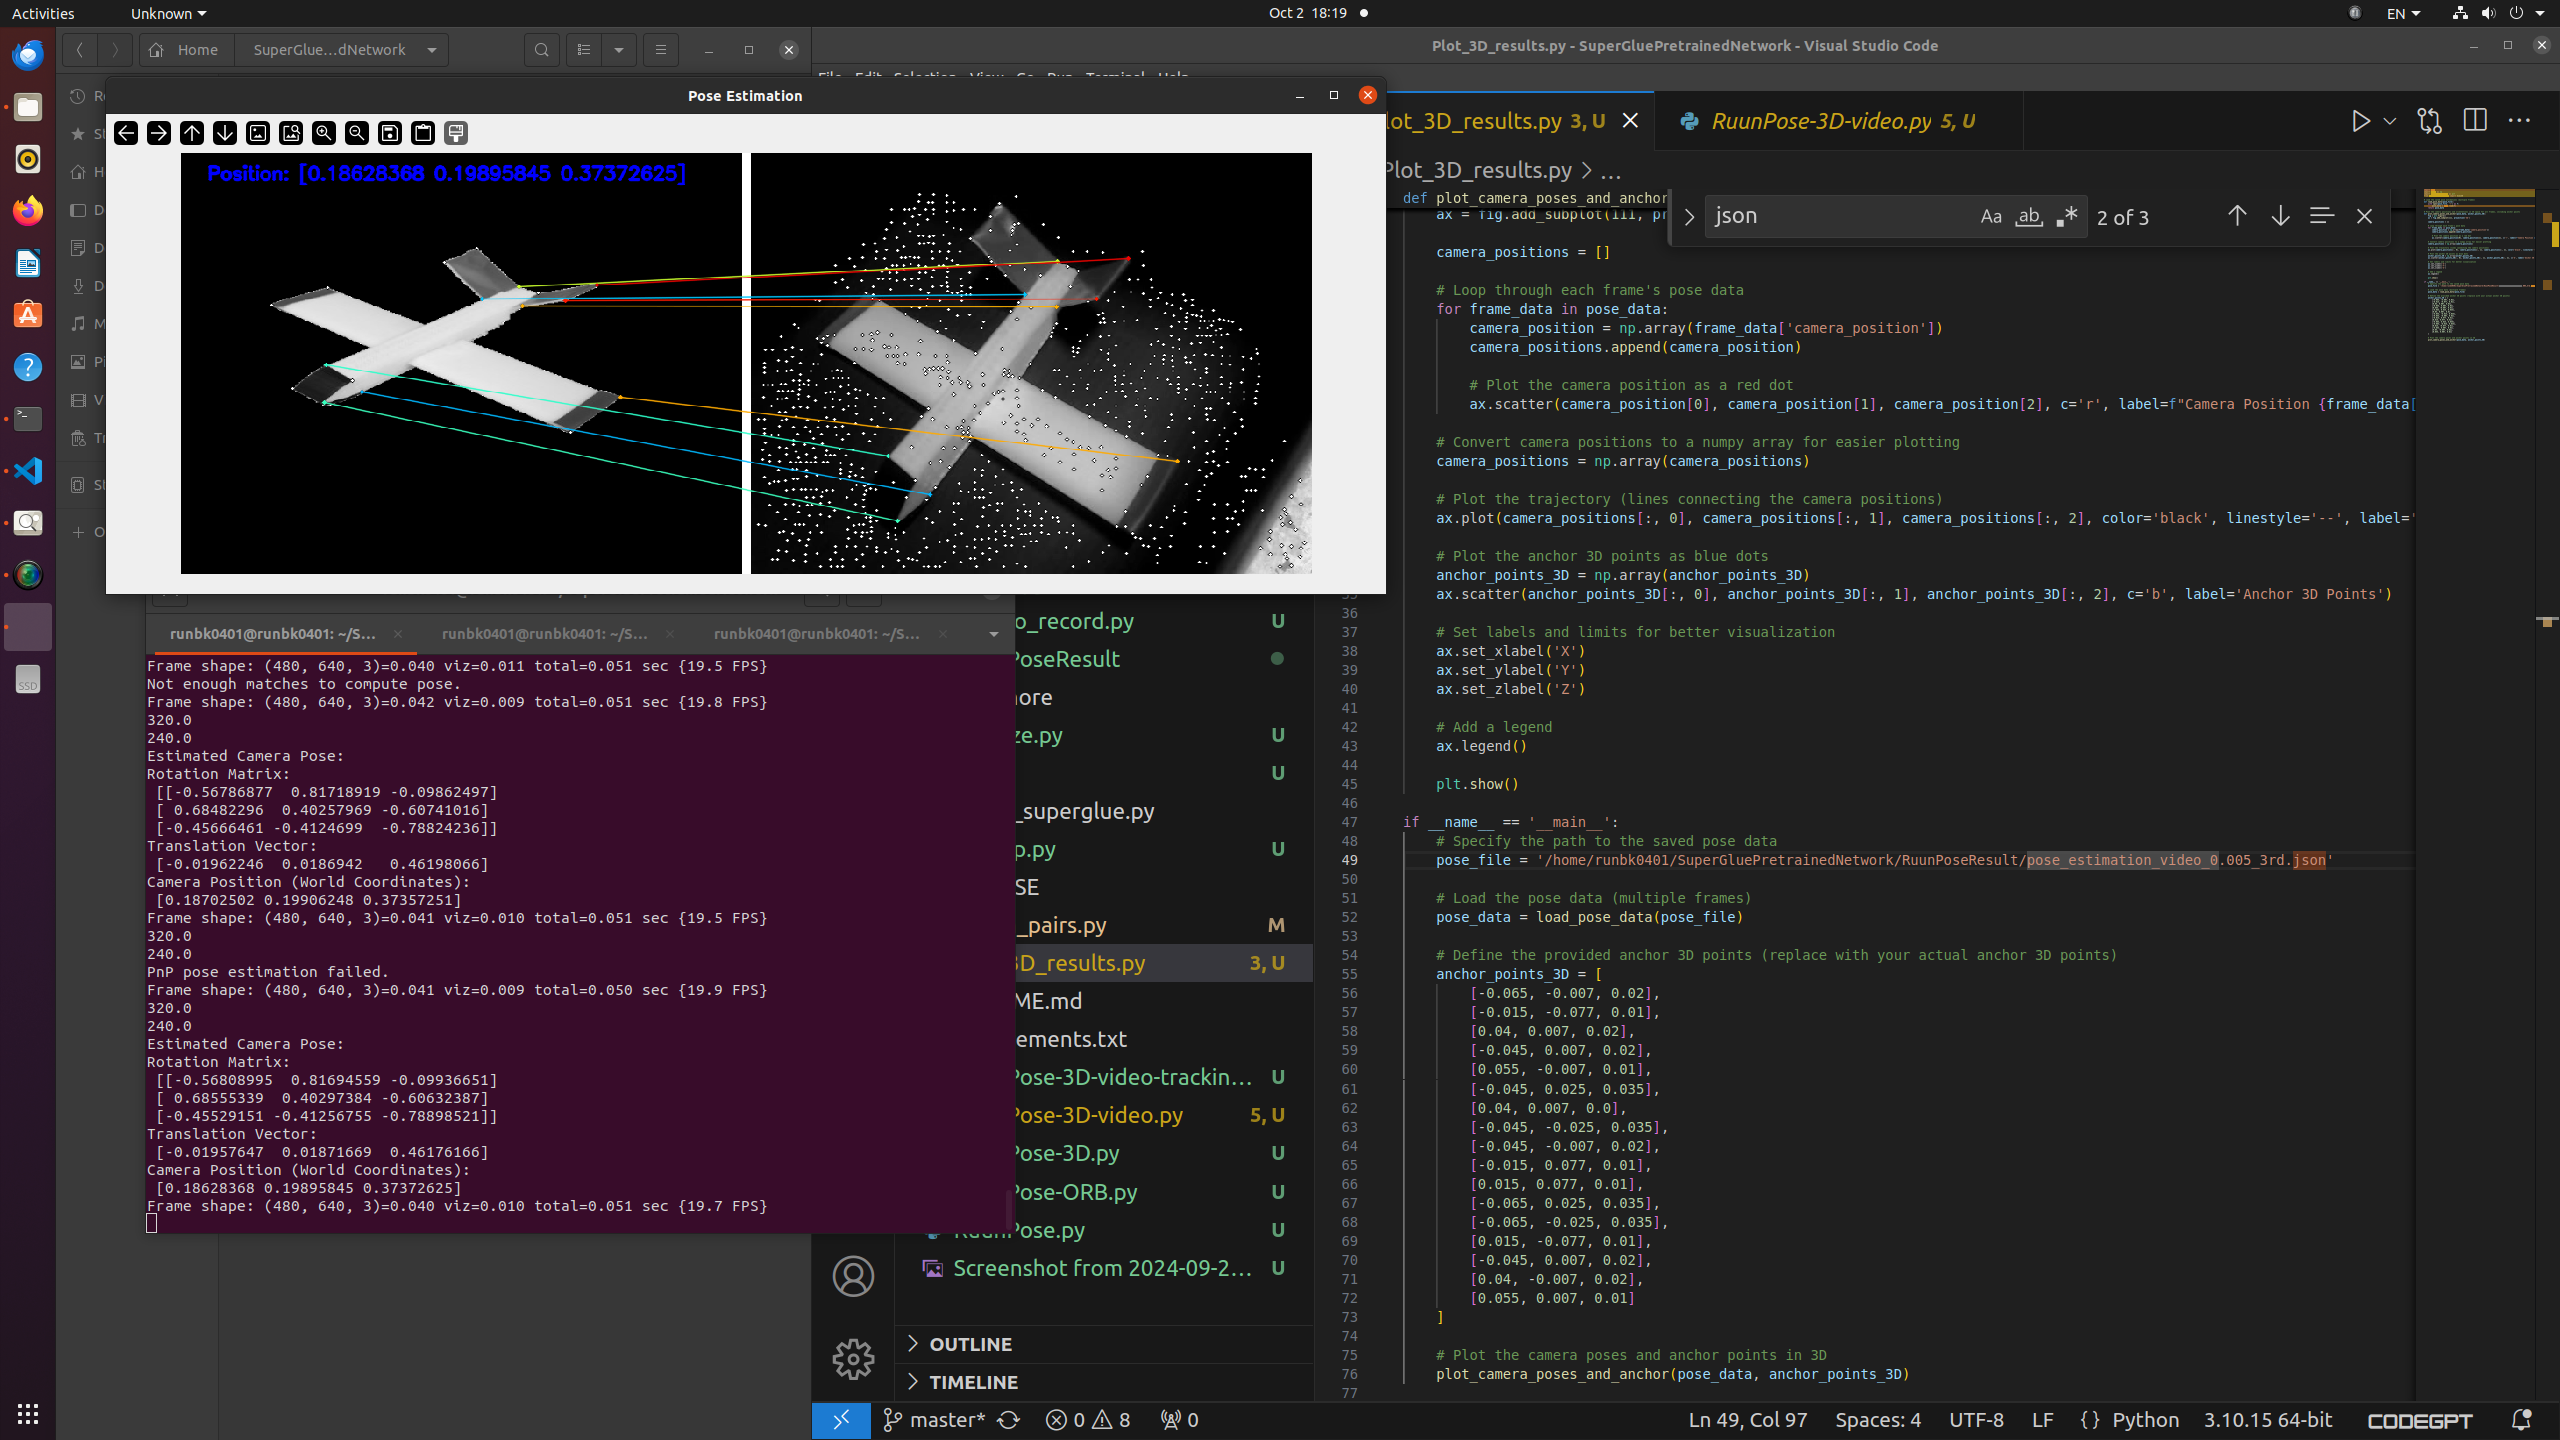 Activities
Unknown
Oct 2 18:19
EN
Home
SuperGlue...dNetwork
Plot_3D_results.py - SuperGluePretrainedNetwork - Visual Studio Code
File Edit Selection View Go Run Terminal Help
Pose Estimation
Position: [0.18628368 0.19895845 0.37372625]
lot_3D_results.py 3, U
RuunPose-3D-video.py 5, U
Plot_3D_results.py > ...
json
Aa
ab
2 of 3
def plot_camera_poses_and_anchor
ax = fig.add_subplot(111, pr
camera_positions = []
# Loop through each frame's pose data
for frame_data in pose_data:
camera_position = np.array(frame_data['camera_position'])
camera_positions.append(camera_position)
# Plot the camera position as a red dot
ax.scatter(camera_position[0], camera_position[1], camera_position[2], c='r', label=f"Camera Position {frame_data[
# Convert camera positions to a numpy array for easier plotting
camera_positions = np.array(camera_positions)
# Plot the trajectory (lines connecting the camera positions)
ax.plot(camera_positions[:, 0], camera_positions[:, 1], camera_positions[:, 2], color='black', linestyle='--', label='
# Plot the anchor 3D points as blue dots
anchor_points_3D = np.array(anchor_points_3D)
35 ax.scatter(anchor_points_3D[:, 0], anchor_points_3D[:, 1], anchor_points_3D[:, 2], c='b', label='Anchor 3D Points')
36
37 # Set labels and limits for better visualization
38 ax.set_xlabel('X')
39 ax.set_ylabel('Y')
40 ax.set_zlabel('Z')
41
42 # Add a legend
43 ax.legend()
44
45 plt.show()
46
47 if __name__ == '__main__':
48 # Specify the path to the saved pose data
49 pose_file = '/home/runbk0401/SuperGluePretrainedNetwork/RuunPoseResult/pose_estimation_video_0.005_3rd.json'
50
51 # Load the pose data (multiple frames)
52 pose_data = load_pose_data(pose_file)
53
54 # Define the provided anchor 3D points (replace with your actual anchor 3D points)
55 anchor_points_3D = [
56 [-0.065, -0.007, 0.02],
57 [-0.015, -0.077, 0.01],
58 [0.04, 0.007, 0.02],
59 [-0.045, 0.007, 0.02],
60 [0.055, -0.007, 0.01],
61 [-0.045, 0.025, 0.035],
62 [0.04, 0.007, 0.0],
63 [-0.045, -0.025, 0.035],
64 [-0.045, -0.007, 0.02],
65 [-0.015, 0.077, 0.01],
66 [0.015, 0.077, 0.01],
67 [-0.065, 0.025, 0.035],
68 [-0.065, -0.025, 0.035],
69 [0.015, -0.077, 0.01],
70 [-0.045, 0.007, 0.02],
71 [0.04, -0.007, 0.02],
72 [0.055, 0.007, 0.01]
73 ]
74
75 # Plot the camera poses and anchor points in 3D
76 plot_camera_poses_and_anchor(pose_data, anchor_points_3D)
77
runbk0401@runbk0401: ~/S...
runbk0401@runbk0401: ~/S...
runbk0401@runbk0401: ~/S...
Frame shape: (480, 640, 3)=0.040 viz=0.011 total=0.051 sec {19.5 FPS}
Not enough matches to compute pose.
Frame shape: (480, 640, 3)=0.042 viz=0.009 total=0.051 sec {19.8 FPS}
320.0
240.0
Estimated Camera Pose:
Rotation Matrix:
[[-0.56786877 0.81718919 -0.09862497]
[ 0.68482296 0.40257969 -0.60741016]
[-0.45666461 -0.4124699 -0.78824236]]
Translation Vector:
[-0.01962246 0.0186942 0.46198066]
Camera Position (World Coordinates):
[0.18702502 0.19906248 0.37357251]
Frame shape: (480, 640, 3)=0.041 viz=0.010 total=0.051 sec {19.5 FPS}
320.0
240.0
PnP pose estimation failed.
Frame shape: (480, 640, 3)=0.041 viz=0.009 total=0.050 sec {19.9 FPS}
320.0
240.0
Estimated Camera Pose:
Rotation Matrix:
[[-0.56808995 0.81694559 -0.09936651]
[ 0.68555339 0.40297384 -0.60632387]
[-0.45529151 -0.41256755 -0.78898521]]
Translation Vector:
[-0.01957647 0.01871669 0.46176166]
Camera Position (World Coordinates):
[0.18628368 0.19895845 0.37372625]
Frame shape: (480, 640, 3)=0.040 viz=0.010 total=0.051 sec {19.7 FPS}
o_record.py U
PoseResult
ore
ze.py U
U
_superglue.py
p.py U
SE
_pairs.py M
3D_results.py 3, U
ME.md
ements.txt
Pose-3D-video-trackin... U
Pose-3D-video.py 5, U
Pose-3D.py U
Pose-ORB.py U
RuunPose.py U
Screenshot from 2024-09-2... U
OUTLINE
TIMELINE
SSD
master*
0
8
0
Ln 49, Col 97
Spaces: 4
UTF-8
LF
{ } Python
3.10.15 64-bit
CODEGPT